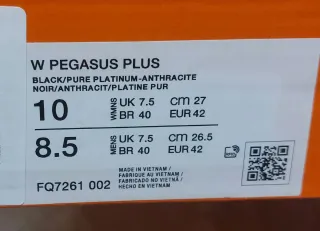 W PEGASUS PLUS
BLACK/PURE PLATINUM-ANTHRACITE
NOIR/ANTHRACIT/PLATINE PUR
10 WMNS UK 7.5 CM 27
BR 40 EUR 42
8.5 MENS UK 7.5 CM 26.5
BR 40 EUR 42
MADE IN VIETNAM /
FABRIQUE AU VIETNAM /
FABRICADO NO VIETNÃ /
HECHO EN VIETNAM
FQ7261 002